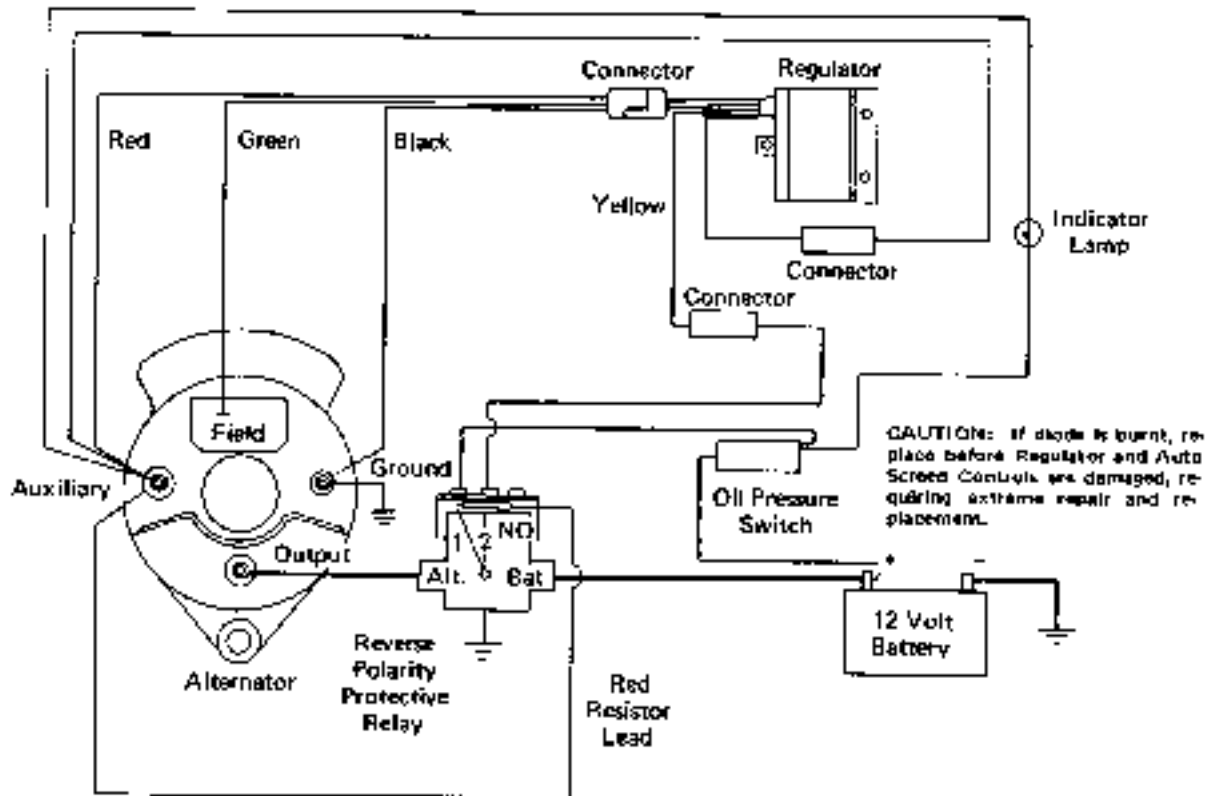 Connector
Regulator
Red
Green
Black
Yellow
Indicator
Lamp
Connector
Connector
Field
Auxiliary
Ground
Output
Oil Pressure
Switch
CAUTION: If diode is burnt, re-
place before Regulator and Auto
Screed Controls are damaged, re-
quiring extreme repair and re-
placement.
1 2 NO
Alt. Bat
+ −
12 Volt
Battery
Alternator
Reverse
Polarity
Protective
Relay
Red
Resistor
Lead